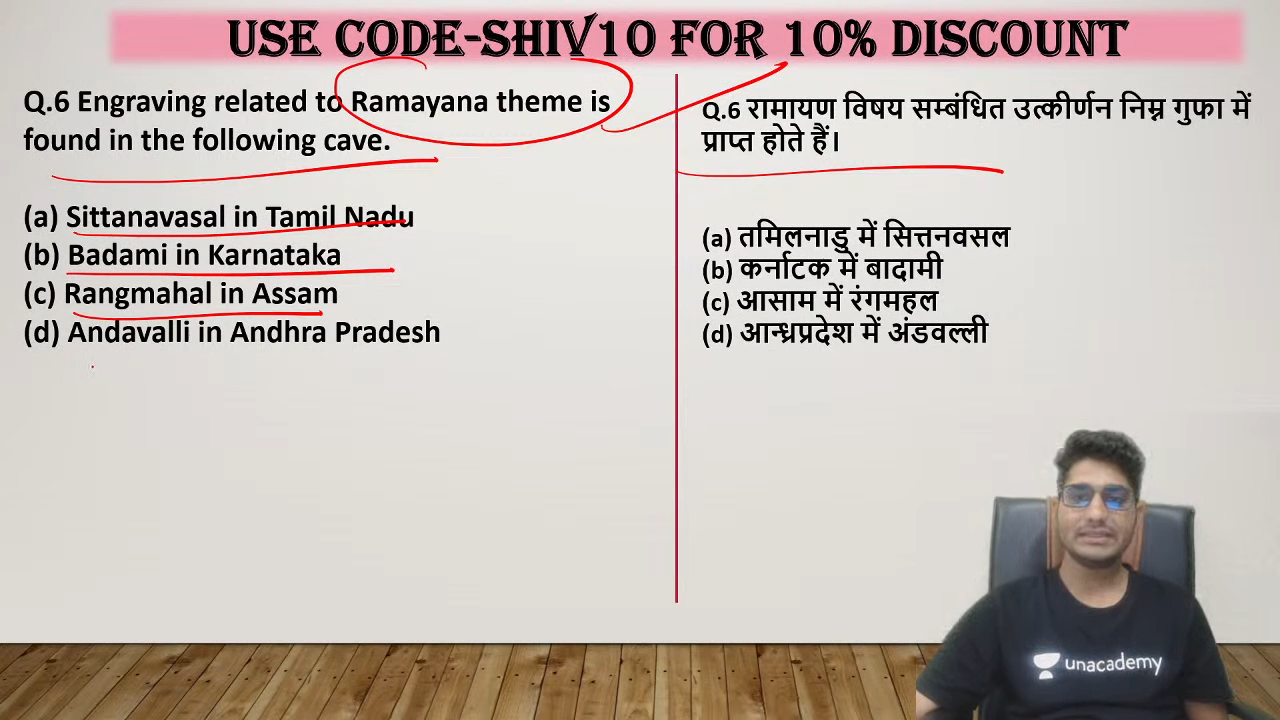 USE CODE-SHIV10 FOR 10% DISCOUNT
Q.6 Engraving related to Ramayana theme is
found in the following cave.
(a) Sittanavasal in Tamil Nadu
(b) Badami in Karnataka
(c) Rangmahal in Assam
(d) Andavalli in Andhra Pradesh
Q.6 रामायण विषय सम्बंधित उत्कीर्णन निम्न गुफा में
प्राप्त होते हैं।
(a) तमिलनाडु में सित्तनवसल
(b) कर्नाटक में बादामी
(c) आसाम में रंगमहल
(d) आन्ध्रप्रदेश में अंडवल्ली
unacademy